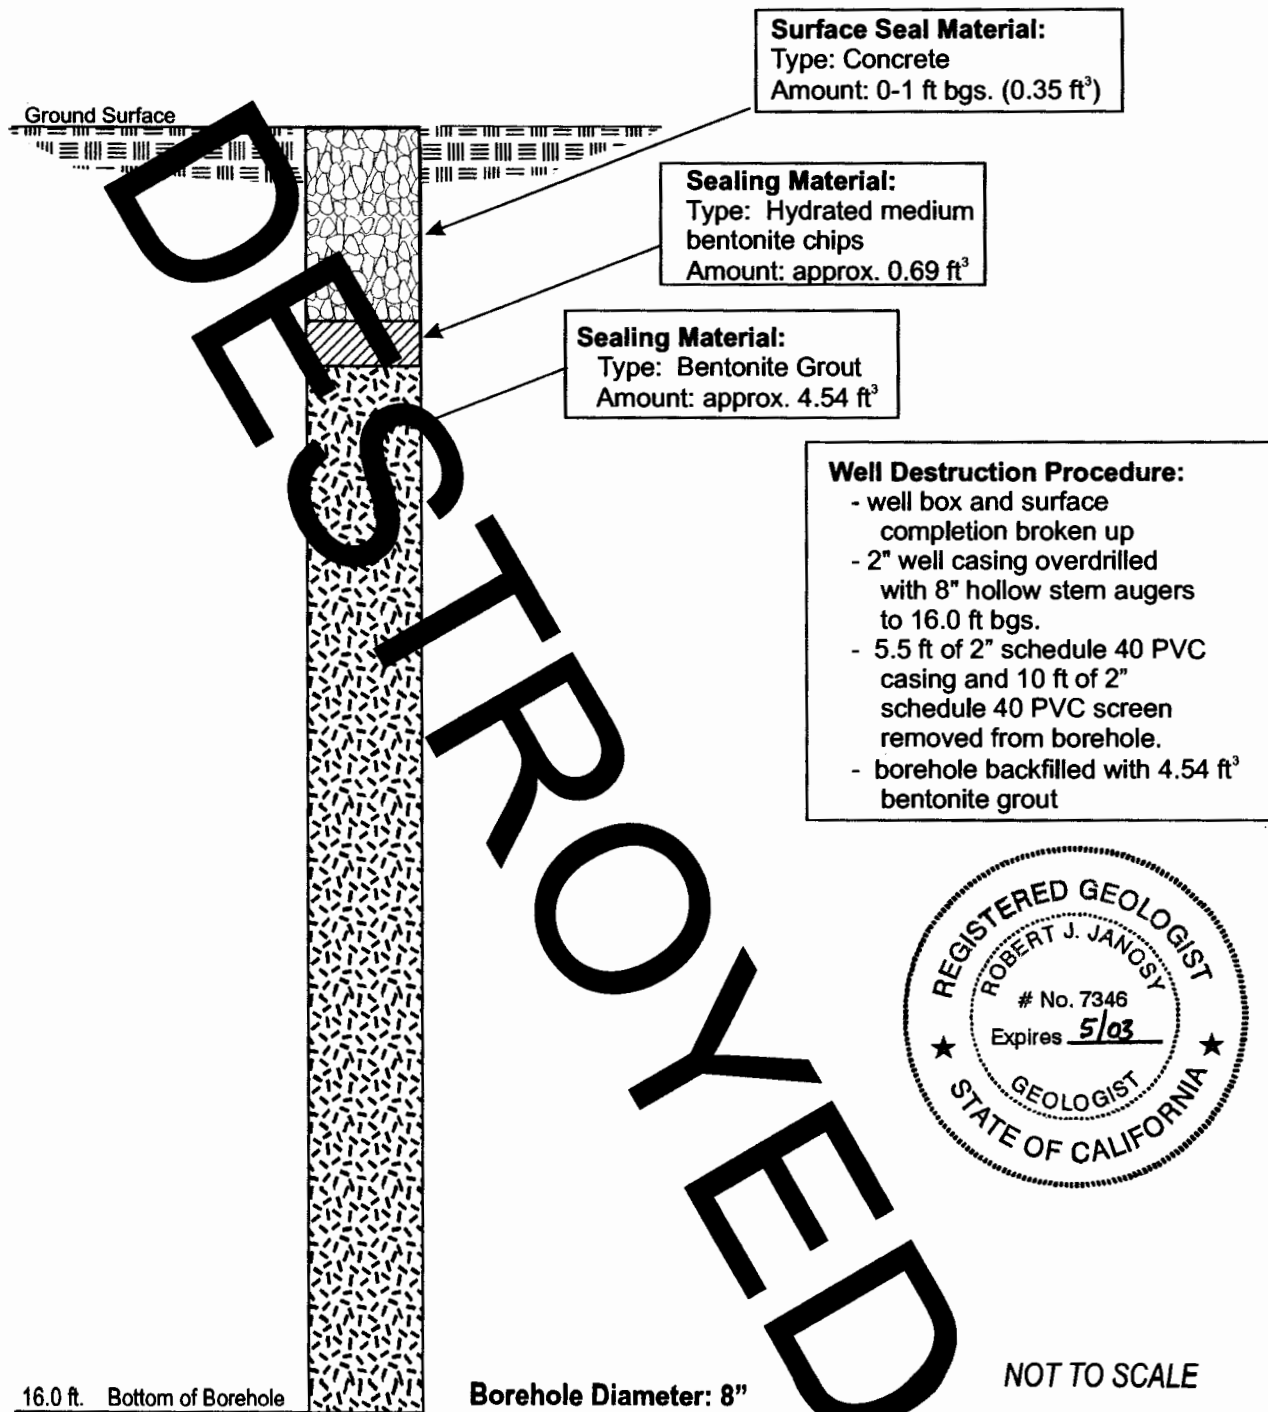 Surface Seal Material:
Type: Concrete
Amount: 0-1 ft bgs. (0.35 ft³)
Ground Surface
Sealing Material:
Type: Hydrated medium
bentonite chips
Amount: approx. 0.69 ft³
Sealing Material:
Type: Bentonite Grout
Amount: approx. 4.54 ft³
DESTROYED
Well Destruction Procedure:
- well box and surface
completion broken up
- 2" well casing overdrilled
with 8" hollow stem augers
to 16.0 ft bgs.
- 5.5 ft of 2" schedule 40 PVC
casing and 10 ft of 2"
schedule 40 PVC screen
removed from borehole.
- borehole backfilled with 4.54 ft³
bentonite grout
REGISTERED GEOLOGIST
ROBERT J. JANOSY
# No. 7346
Expires 5/03
GEOLOGIST
★ STATE OF CALIFORNIA ★
NOT TO SCALE
16.0 ft. Bottom of Borehole
Borehole Diameter: 8"